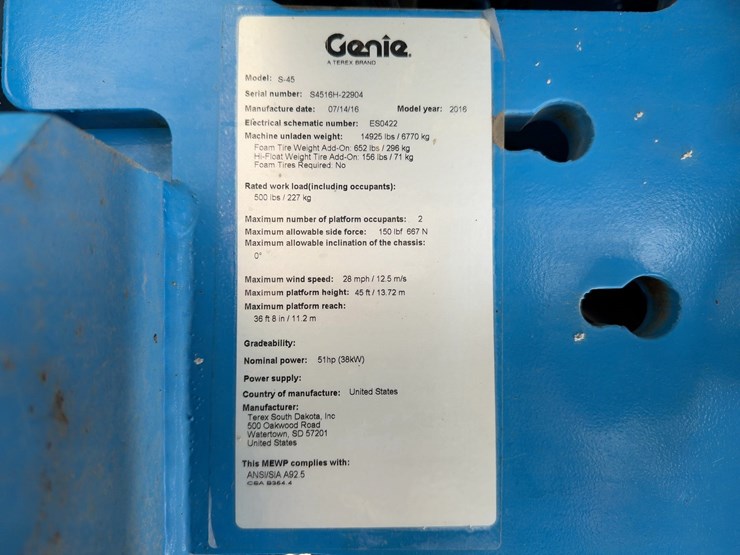 Genie.
A TEREX BRAND
Model: S-45
Serial number: S4516H-22904
Manufacture date: 07/14/16 Model year: 2016
Electrical schematic number: ES0422
Machine unladen weight: 14925 lbs / 6770 kg
Foam Tire Weight Add-On: 652 lbs / 296 kg
Hi-Float Weight Tire Add-On: 156 lbs / 71 kg
Foam Tires Required: No
Rated work load(including occupants):
500 lbs / 227 kg
Maximum number of platform occupants: 2
Maximum allowable side force: 150 lbf 667 N
Maximum allowable inclination of the chassis:
0°
Maximum wind speed: 28 mph / 12.5 m/s
Maximum platform height: 45 ft / 13.72 m
Maximum platform reach:
36 ft 8 in / 11.2 m
Gradeability:
Nominal power: 51hp (38kW)
Power supply:
Country of manufacture: United States
Manufacturer:
Terex South Dakota, Inc
500 Oakwood Road
Watertown, SD 57201
United States
This MEWP complies with:
ANSI/SIA A92.5
CSA B354.4